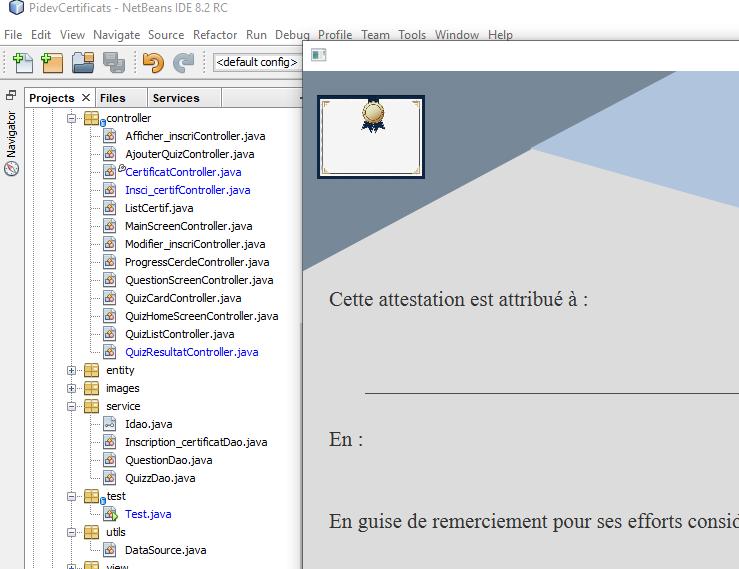 PidevCertificats - NetBeans IDE 8.2 RC
File Edit View Navigate Source Refactor Run Debug Profile Team Tools Window Help
<default config>
Projects Files Services
Navigator
controller
Afficher_inscriController.java
AjouterQuizController.java
CertificatController.java
Insci_certifController.java
ListCertif.java
MainScreenController.java
Modifier_inscriController.java
ProgressCercleController.java
QuestionScreenController.java
QuizCardController.java
QuizHomeScreenController.java
QuizListController.java
QuizResultatController.java
entity
images
service
Idao.java
Inscription_certificatDao.java
QuestionDao.java
QuizzDao.java
test
Test.java
utils
DataSource.java
view
Cette attestation est attribué à :
En :
En guise de remerciement pour ses efforts consid